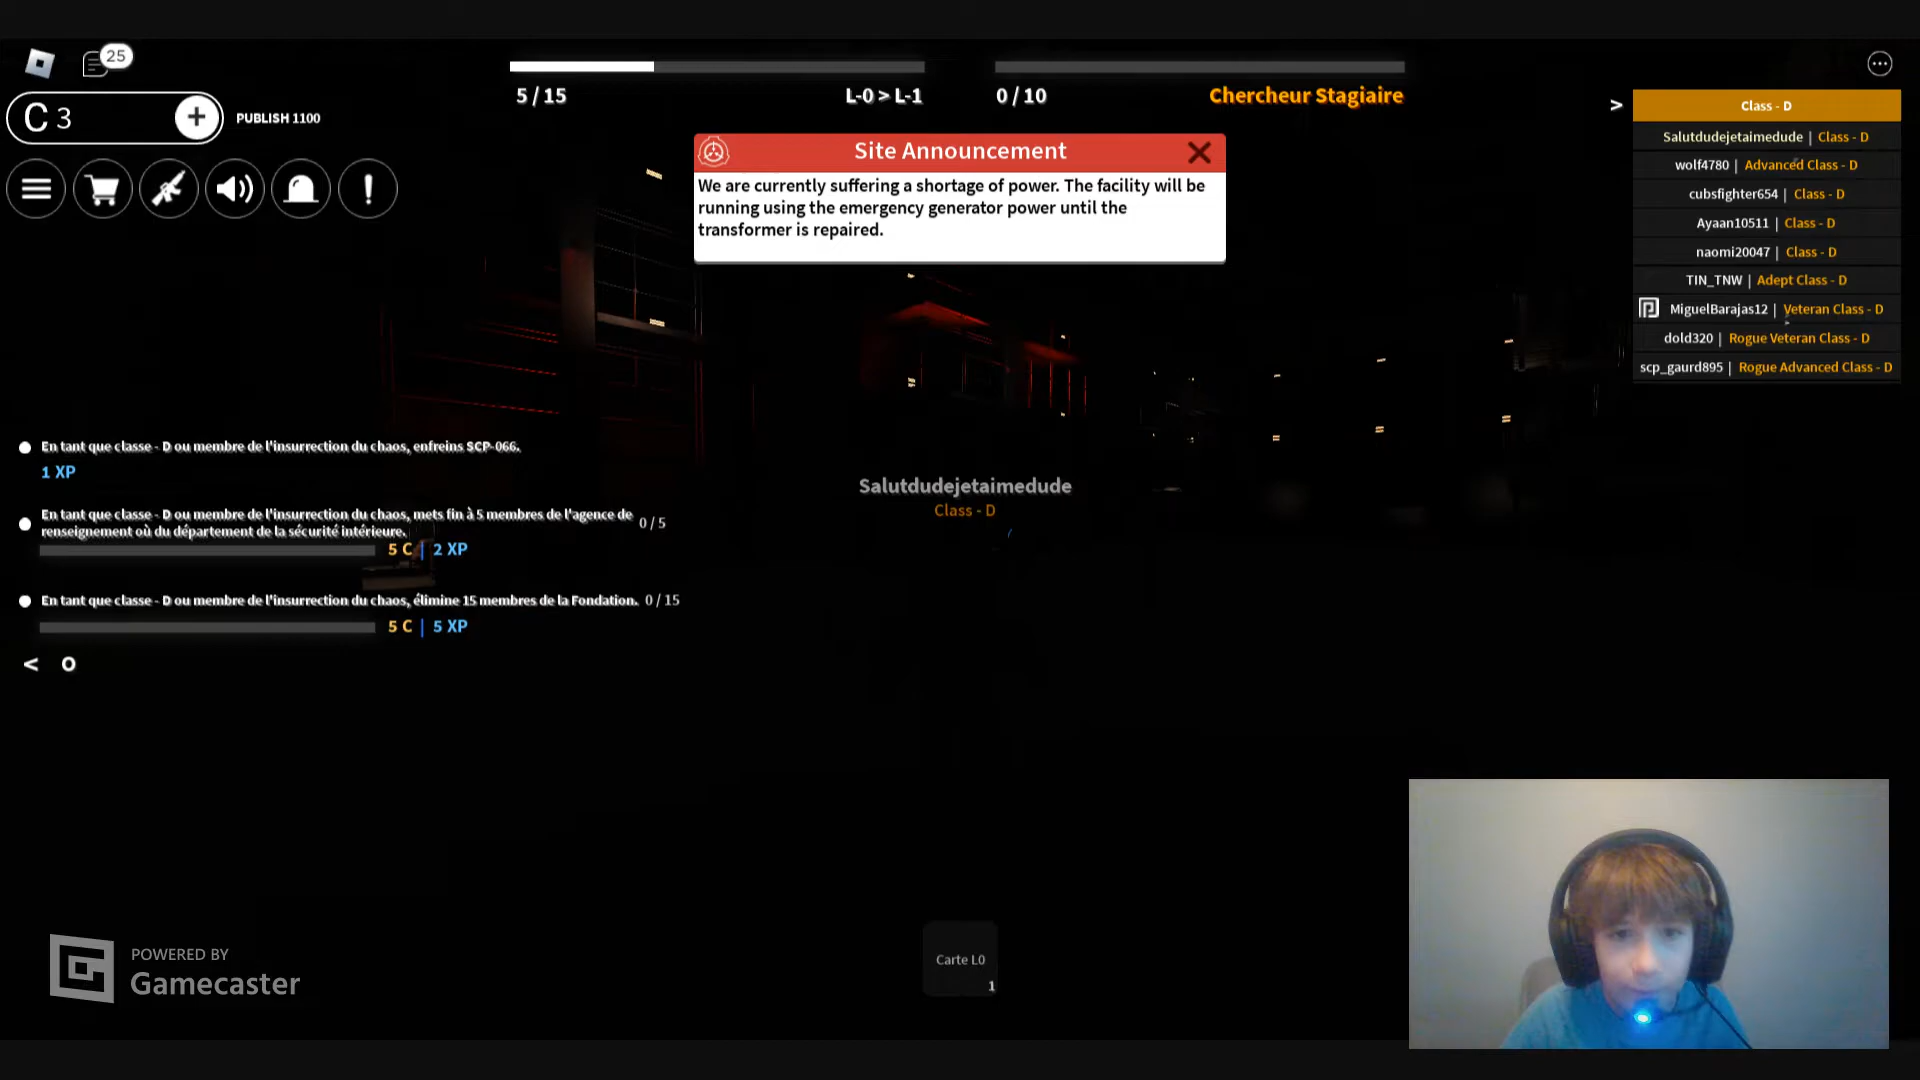 25
C 3
PUBLISH 1100
5 / 15
L-0 > L-1
0 / 10
Chercheur Stagiaire
Site Announcement
We are currently suffering a shortage of power. The facility will be
running using the emergency generator power until the
transformer is repaired.
>
Class - D
Salutdudejetaimedude | Class - D
wolf4780 | Advanced Class - D
cubsfighter654 | Class - D
Ayaan10511 | Class - D
naomi20047 | Class - D
TIN_TNW | Adept Class - D
MiguelBarajas12 | Veteran Class - D
dold320 | Rogue Veteran Class - D
scp_gaurd895 | Rogue Advanced Class - D
En tant que classe - D ou membre de l'insurrection du chaos, enfreins SCP-066.
1 XP
En tant que classe - D ou membre de l'insurrection du chaos, mets fin à 5 membres de l'agence de
renseignement où du département de la sécurité intérieure.
0 / 5
5 C | 2 XP
En tant que classe - D ou membre de l'insurrection du chaos, élimine 15 membres de la Fondation. 0 / 15
5 C | 5 XP
< O
Salutdudejetaimedude
Class - D
Carte L0
1
POWERED BY
Gamecaster